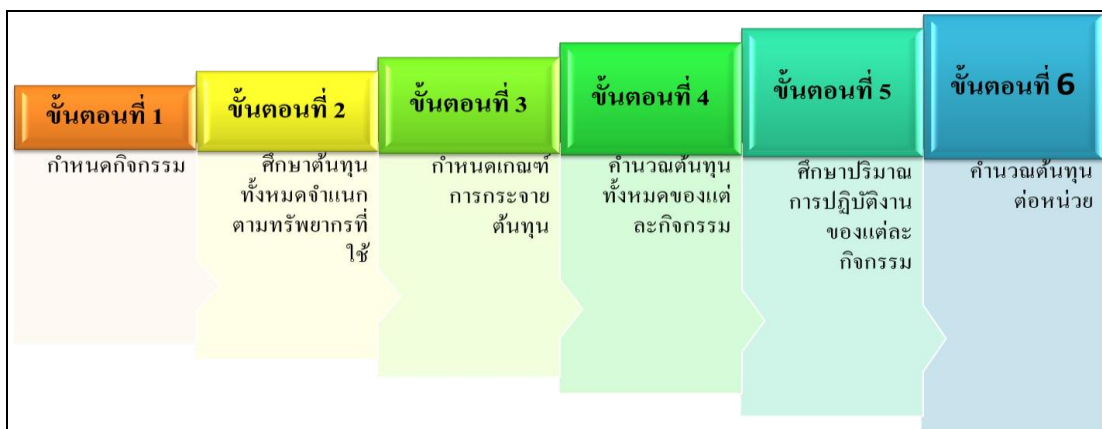 ขั้นตอนที่ 1
กำหนดกิจกรรม
ขั้นตอนที่ 2
ศึกษาต้นทุน
ทั้งหมดจำแนก
ตามทรัพยากรที่
ใช้
ขั้นตอนที่ 3
กำหนดเกณฑ์
การกระจาย
ต้นทุน
ขั้นตอนที่ 4
คำนวณต้นทุน
ทั้งหมดของแต่
ละกิจกรรม
ขั้นตอนที่ 5
ศึกษาปริมาณ
การปฏิบัติงาน
ของแต่ละ
กิจกรรม
ขั้นตอนที่ 6
คำนวณต้นทุน
ต่อหน่วย